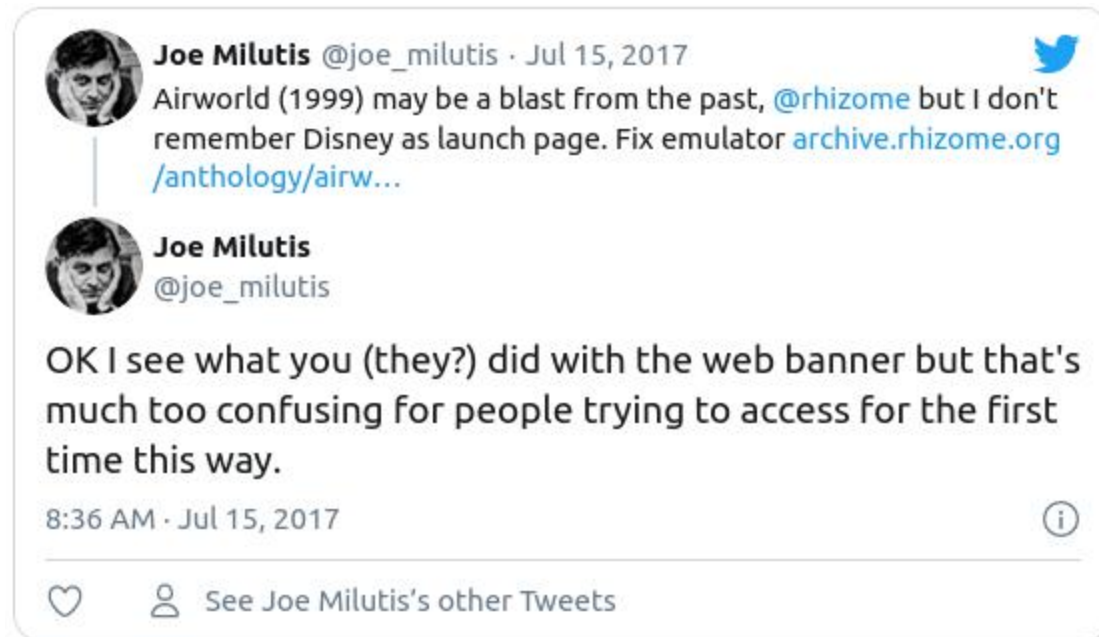 Joe Milutis @joe_milutis · Jul 15, 2017
Airworld (1999) may be a blast from the past, @rhizome but I don't
remember Disney as launch page. Fix emulator archive.rhizome.org
/anthology/airw...
Joe Milutis
@joe_milutis
OK I see what you (they?) did with the web banner but that's
much too confusing for people trying to access for the first
time this way.
8:36 AM · Jul 15, 2017
See Joe Milutis's other Tweets